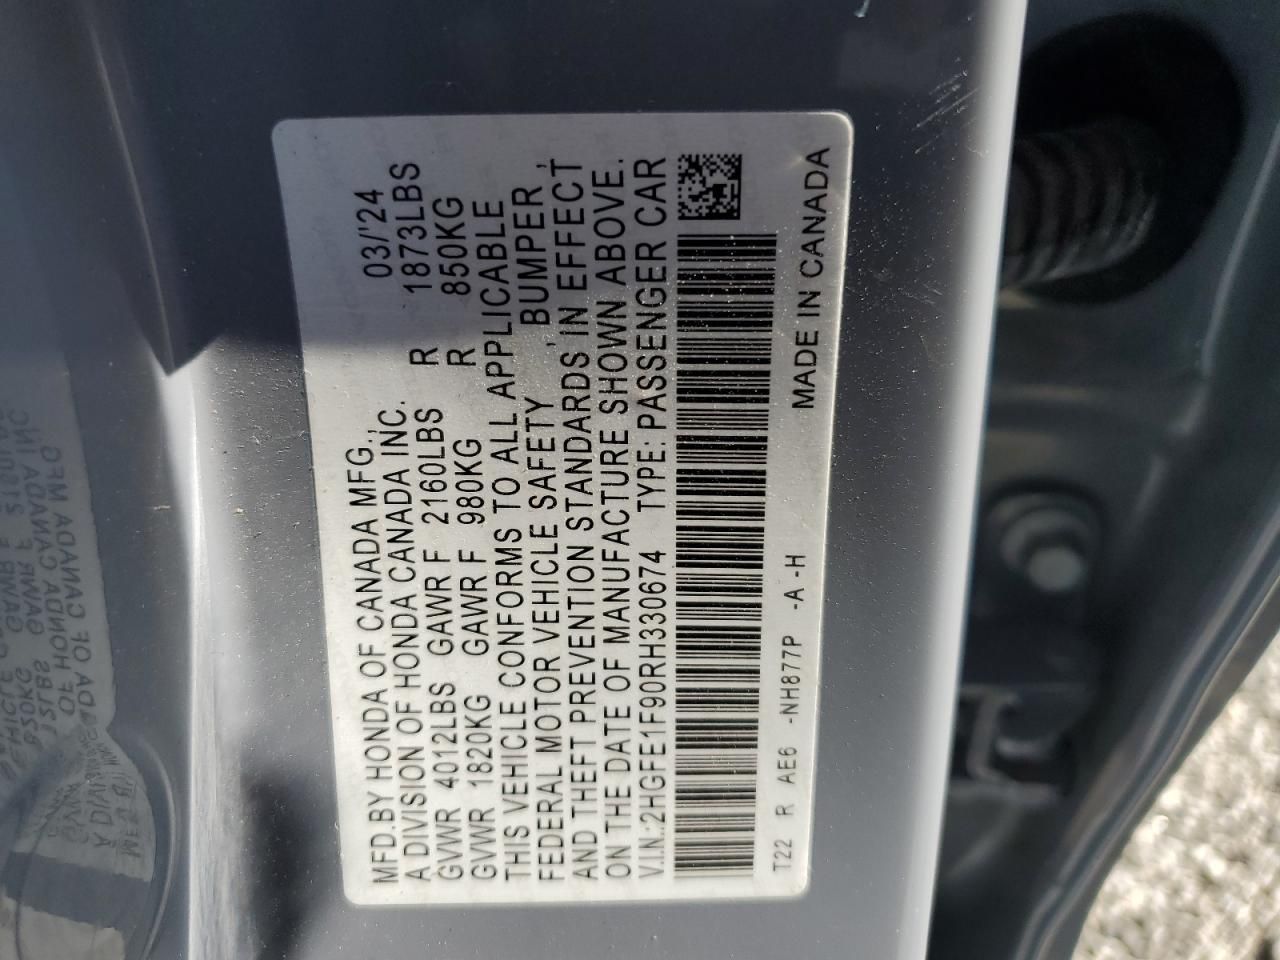 MFD.BY HONDA OF CANADA MFG., 03/'24
A DIVISION OF HONDA CANADA INC.
GVWR 4012LBS GAWR F 2160LBS R 1873LBS
GVWR 1820KG GAWR F 980KG R 850KG
THIS VEHICLE CONFORMS TO ALL APPLICABLE
FEDERAL MOTOR VEHICLE SAFETY , BUMPER ,
AND THEFT PREVENTION STANDARDS IN EFFECT
ON THE DATE OF MANUFACTURE SHOWN ABOVE.
V.I.N.:2HGFE1F90RH330674 TYPE: PASSENGER CAR
T22 R AE6 -NH877P -A -H MADE IN CANADA